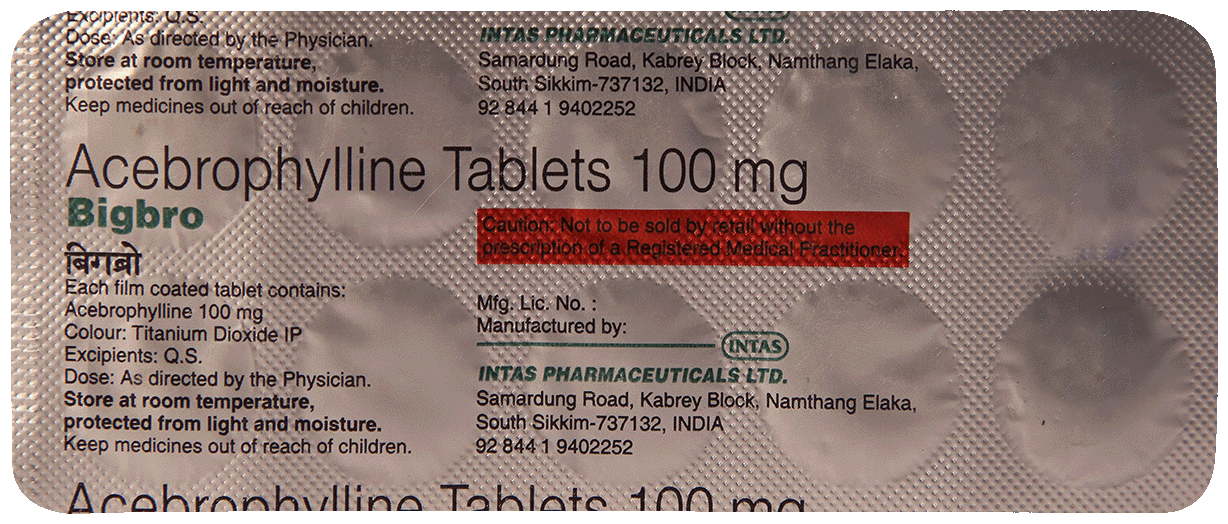 Excipients: Q.S.
Dose: As directed by the Physician.
Store at room temperature,
protected from light and moisture.
Keep medicines out of reach of children.
INTAS PHARMACEUTICALS LTD.
Samardung Road, Kabrey Block, Namthang Elaka,
South Sikkim-737132, INDIA
92 844 1 9402252
Acebrophylline Tablets 100 mg
Bigbro
बिगब्रो
Caution: Not to be sold by retail without the
prescription of a Registered Medical Practitioner.
Each film coated tablet contains:
Acebrophylline 100 mg
Colour: Titanium Dioxide IP
Excipients: Q.S.
Dose: As directed by the Physician.
Store at room temperature,
protected from light and moisture.
Keep medicines out of reach of children.
Mfg. Lic. No. :
Manufactured by:
INTAS
INTAS PHARMACEUTICALS LTD.
Samardung Road, Kabrey Block, Namthang Elaka,
South Sikkim-737132, INDIA
92 844 1 9402252
Acebrophylline Tablets 100 mg